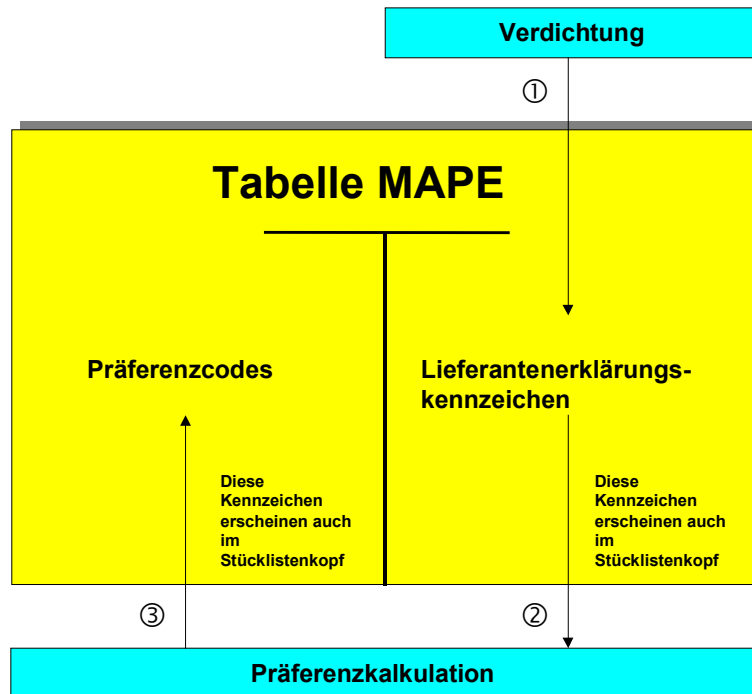 Verdichtung
①
Tabelle MAPE
Präferenzcodes
Lieferantenerklärungs-
kennzeichen
Diese
Kennzeichen
erscheinen auch
im
Stücklistenkopf
Diese
Kennzeichen
erscheinen auch
im
Stücklistenkopf
③
②
Präferenzkalkulation